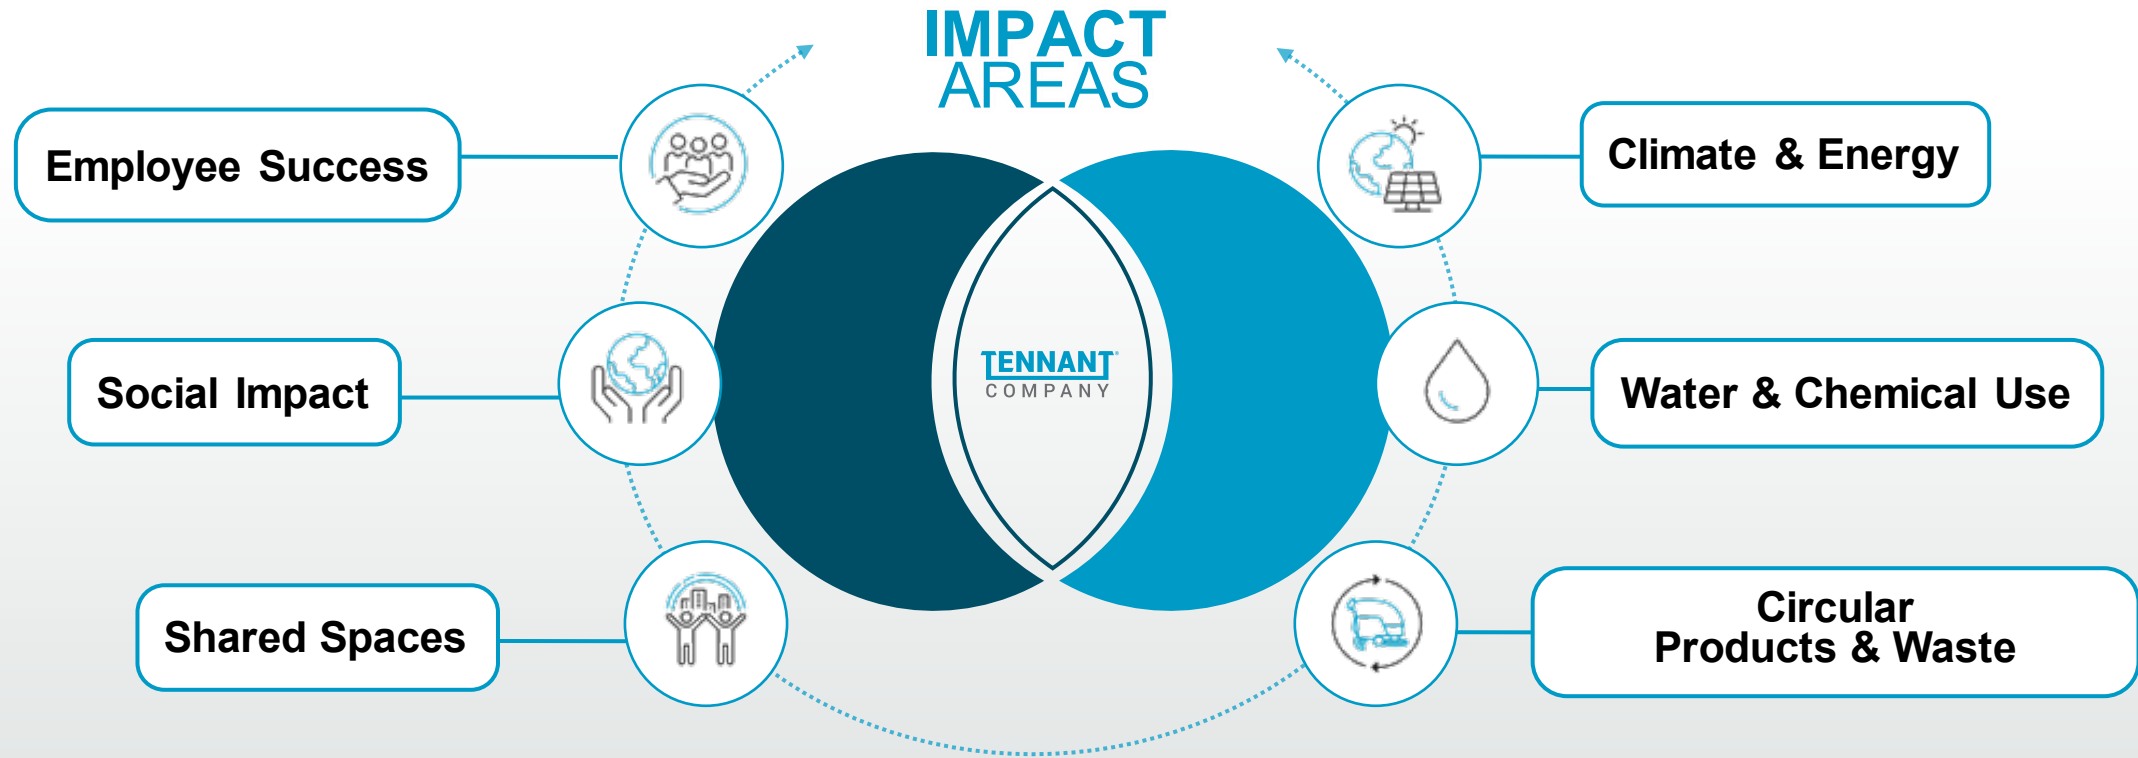 IMPACT
AREAS
Employee Success
Social Impact
Shared Spaces
TENNANT®
COMPANY
Climate & Energy
Water & Chemical Use
Circular
Products & Waste